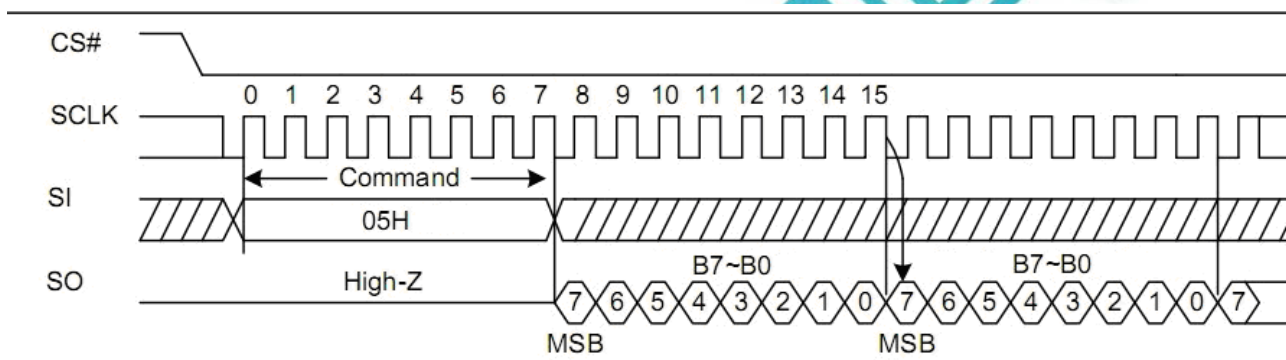 CS#
0 1 2 3 4 5 6 7 8 9 10 11 12 13 14 15
SCLK
Command
SI
05H
B7~B0 B7~B0
SO High-Z
7 6 5 4 3 2 1 0 7 6 5 4 3 2 1 0 7
MSB MSB